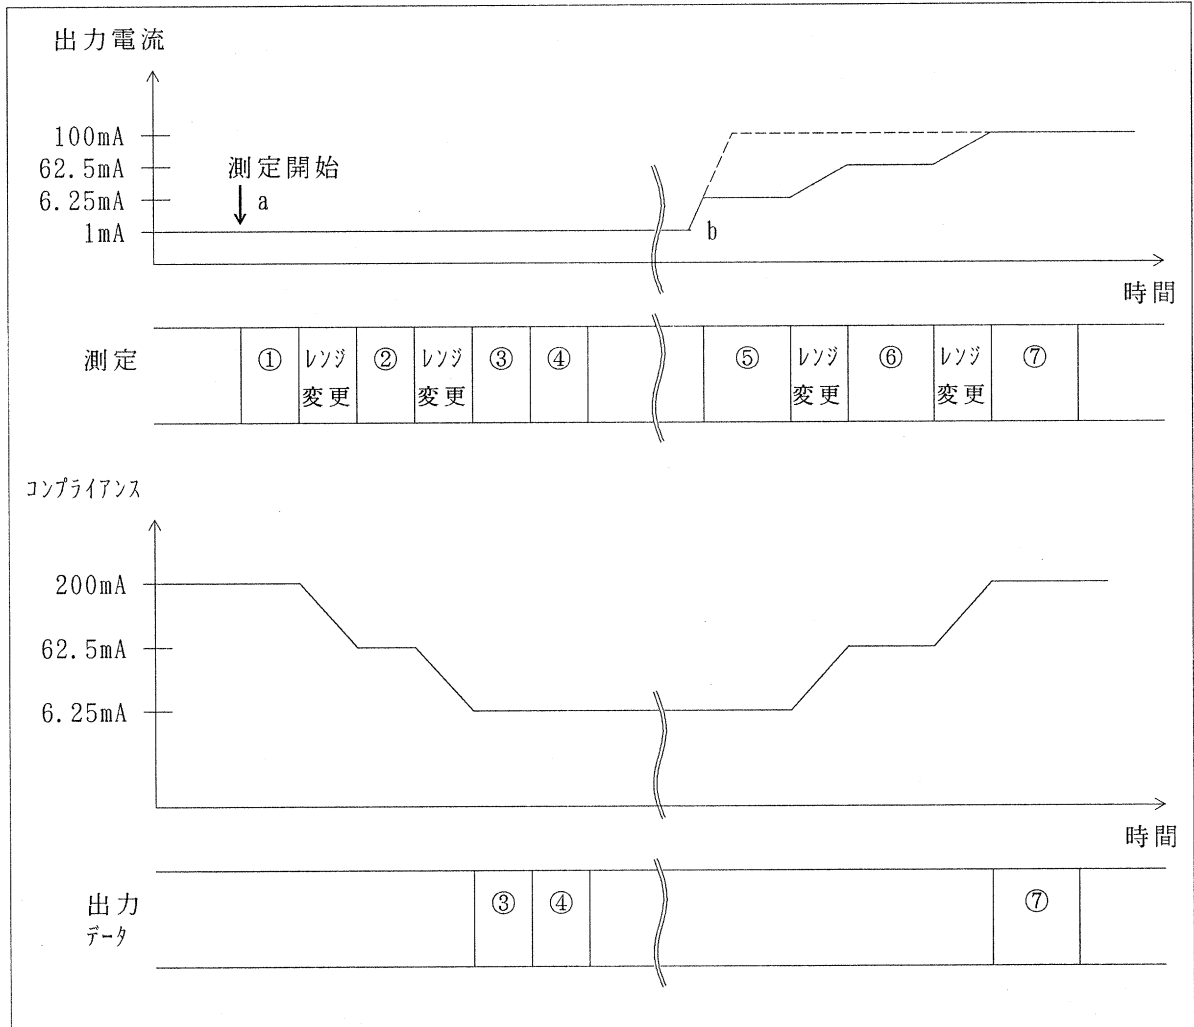 出力電流
100mA
62.5mA
6.25mA
1mA
測定開始
a
b
時間
測定
①
レンジ
変更
②
レンジ
変更
③
④
⑤
レンジ
変更
⑥
レンジ
変更
⑦
コンプライアンス
200mA
62.5mA
6.25mA
時間
出力
データ
③
④
⑦